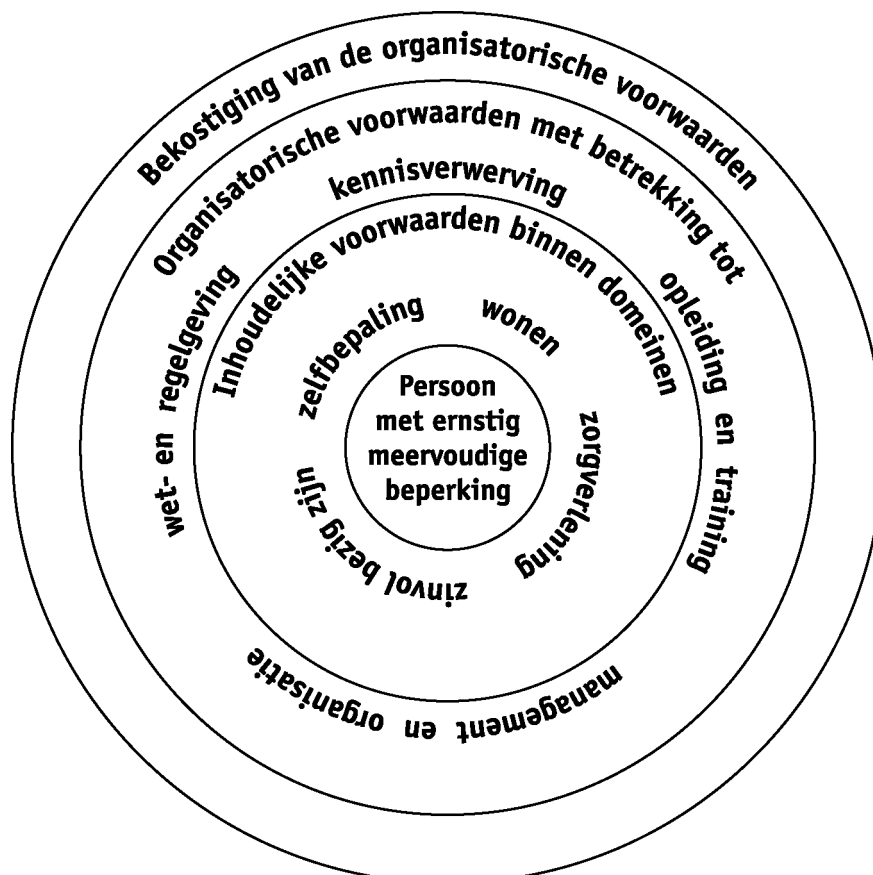 Bekostiging van de organisatorische voorwaarden
Organisatorische voorwaarden met betrekking tot
kennisverwerving
opleiding en training
management en organisatie
wet- en regelgeving
Inhoudelijke voorwaarden binnen domeinen
wonen
zorgverlening
zinvol bezig zijn
zelfbepaling
Persoon
met ernstig
meervoudige
beperking